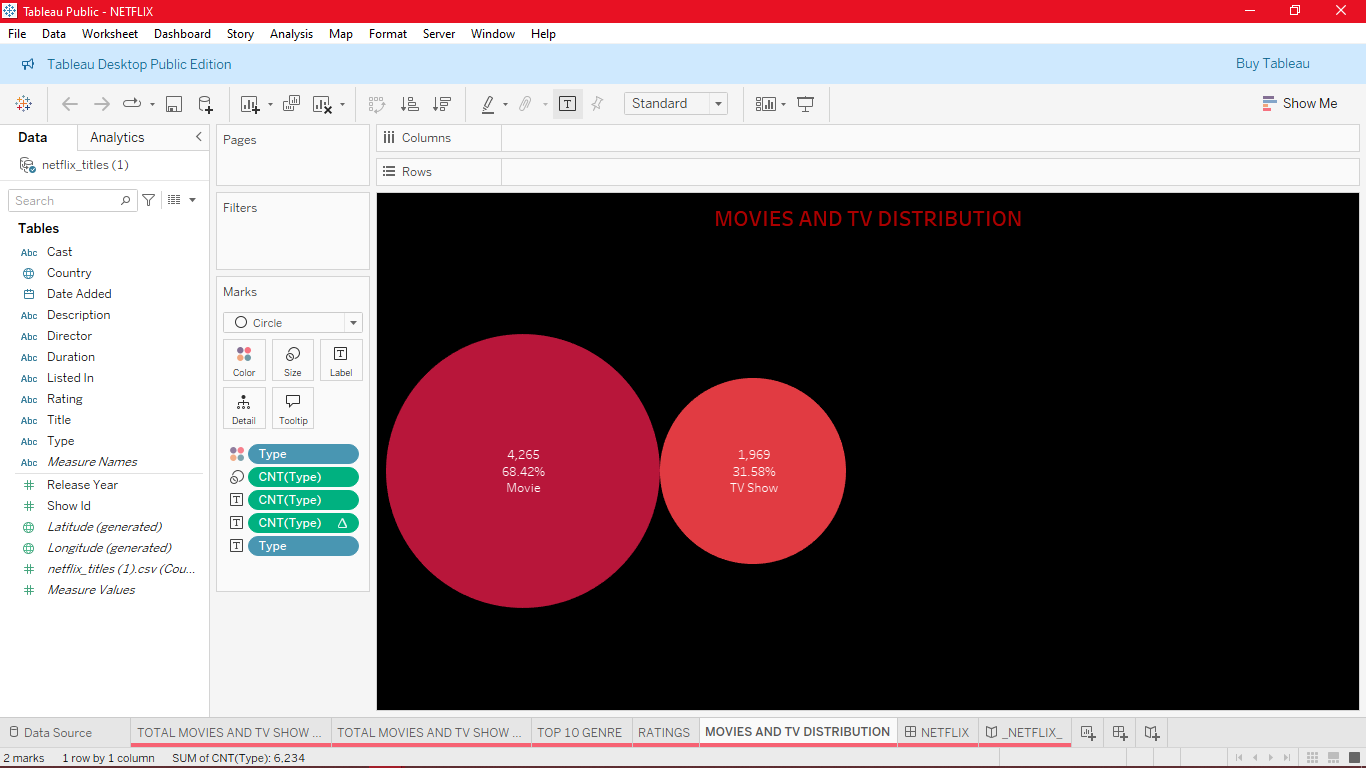 Tableau Public - NETFLIX
File Data Worksheet Dashboard Story Analysis Map Format Server Window Help
Tableau Desktop Public Edition Buy Tableau
Standard Show Me
Data Analytics
netflix_titles (1)
Search
Tables
Abc Cast
Country
Date Added
Abc Description
Abc Director
Abc Duration
Abc Listed In
Abc Rating
Abc Title
Abc Type
Abc Measure Names
Release Year
Show Id
Latitude (generated)
Longitude (generated)
netflix_titles (1).csv (Cou...
Measure Values
Pages
Filters
Marks
Circle
Color Size Label
Detail Tooltip
Type
CNT(Type)
CNT(Type)
CNT(Type)
Type
Columns
Rows
MOVIES AND TV DISTRIBUTION
4,265
68.42%
Movie
1,969
31.58%
TV Show
Data Source TOTAL MOVIES AND TV SHOW ... TOTAL MOVIES AND TV SHOW ... TOP 10 GENRE RATINGS MOVIES AND TV DISTRIBUTION NETFLIX _NETFLIX_
2 marks 1 row by 1 column SUM of CNT(Type): 6,234